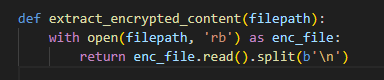 def extract_encrypted_content(filepath):
    with open(filepath, 'rb') as enc_file:
        return enc_file.read().split(b'\n')